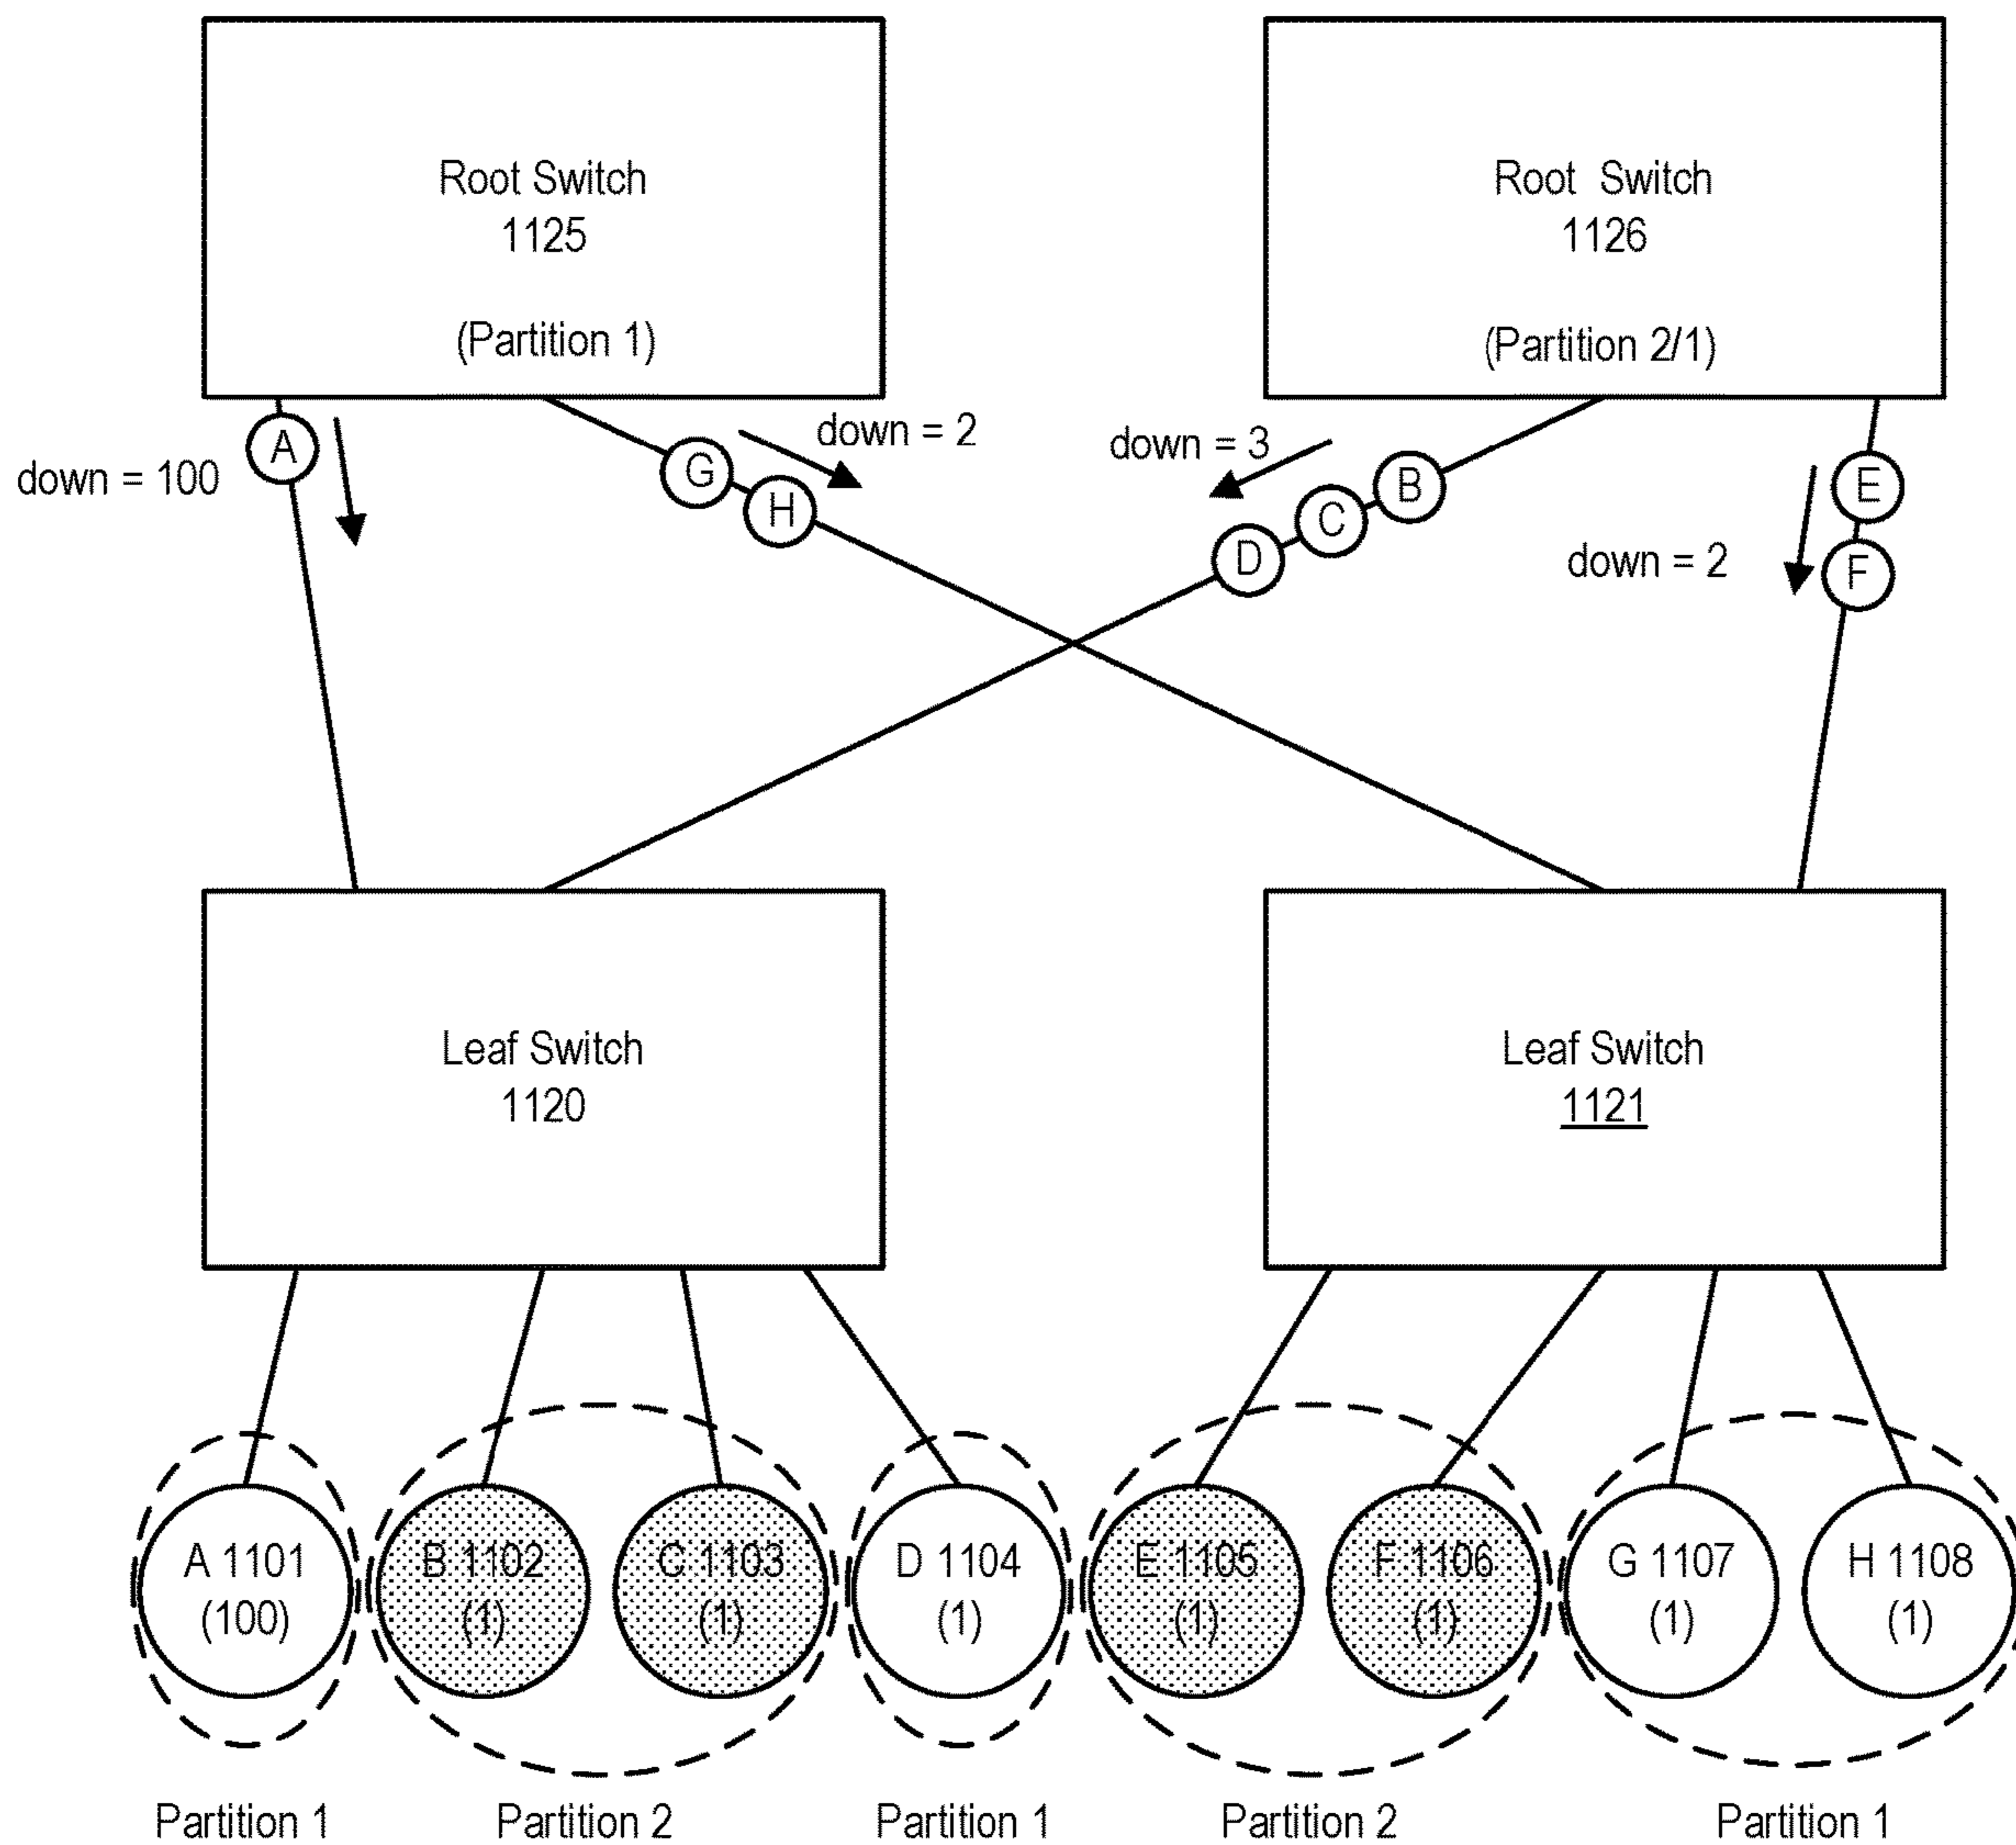 Root Switch
1125
(Partition 1)
Root Switch
1126
(Partition 2/1)
A
down = 100
G
H
down = 2
down = 3
B
C
D
E
F
down = 2
Leaf Switch
1120
Leaf Switch
1121
A 1101
(100)
B 1102
(1)
C 1103
(1)
D 1104
(1)
E 1105
(1)
F 1106
(1)
G 1107
(1)
H 1108
(1)
Partition 1
Partition 2
Partition 1
Partition 2
Partition 1